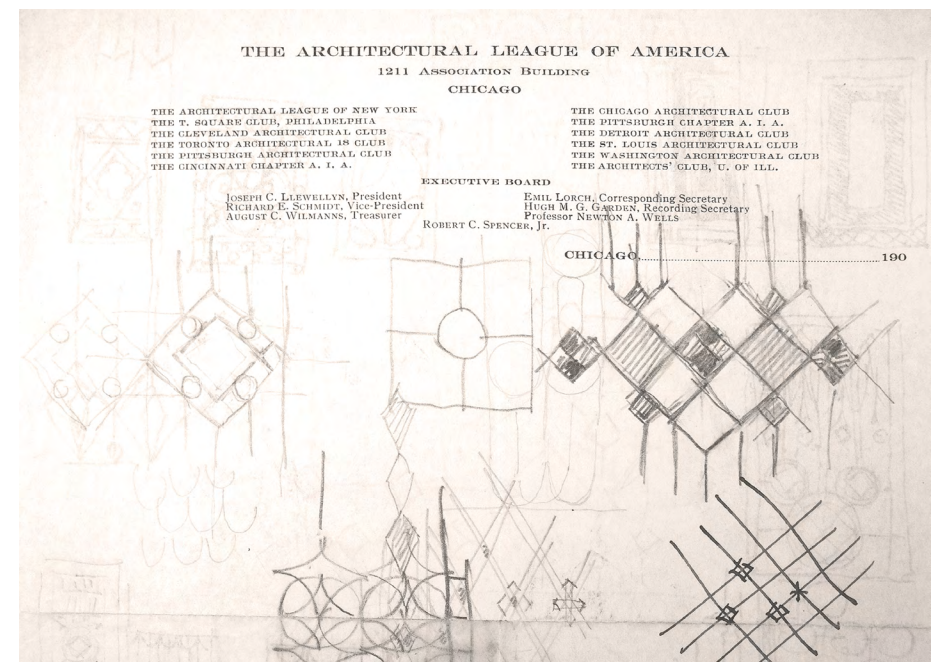 THE ARCHITECTURAL LEAGUE OF AMERICA
1211 ASSOCIATION BUILDING
CHICAGO
THE ARCHITECTURAL LEAGUE OF NEW YORK
THE T. SQUARE CLUB, PHILADELPHIA
THE CLEVELAND ARCHITECTURAL CLUB
THE TORONTO ARCHITECTURAL 18 CLUB
THE PITTSBURGH ARCHITECTURAL CLUB
THE CINCINNATI CHAPTER A. I. A.
THE CHICAGO ARCHITECTURAL CLUB
THE PITTSBURGH CHAPTER A. I. A.
THE DETROIT ARCHITECTURAL CLUB
THE ST. LOUIS ARCHITECTURAL CLUB
THE WASHINGTON ARCHITECTURAL CLUB
THE ARCHITECTS' CLUB, U. OF ILL.
EXECUTIVE BOARD
JOSEPH C. LLEWELLYN, President
RICHARD E. SCHMIDT, Vice-President
AUGUST C. WILMANNS, Treasurer
EMIL LORCH, Corresponding Secretary
HUGH M. G. GARDEN, Recording Secretary
Professor NEWTON A. WELLS
ROBERT C. SPENCER, Jr.
CHICAGO..........190